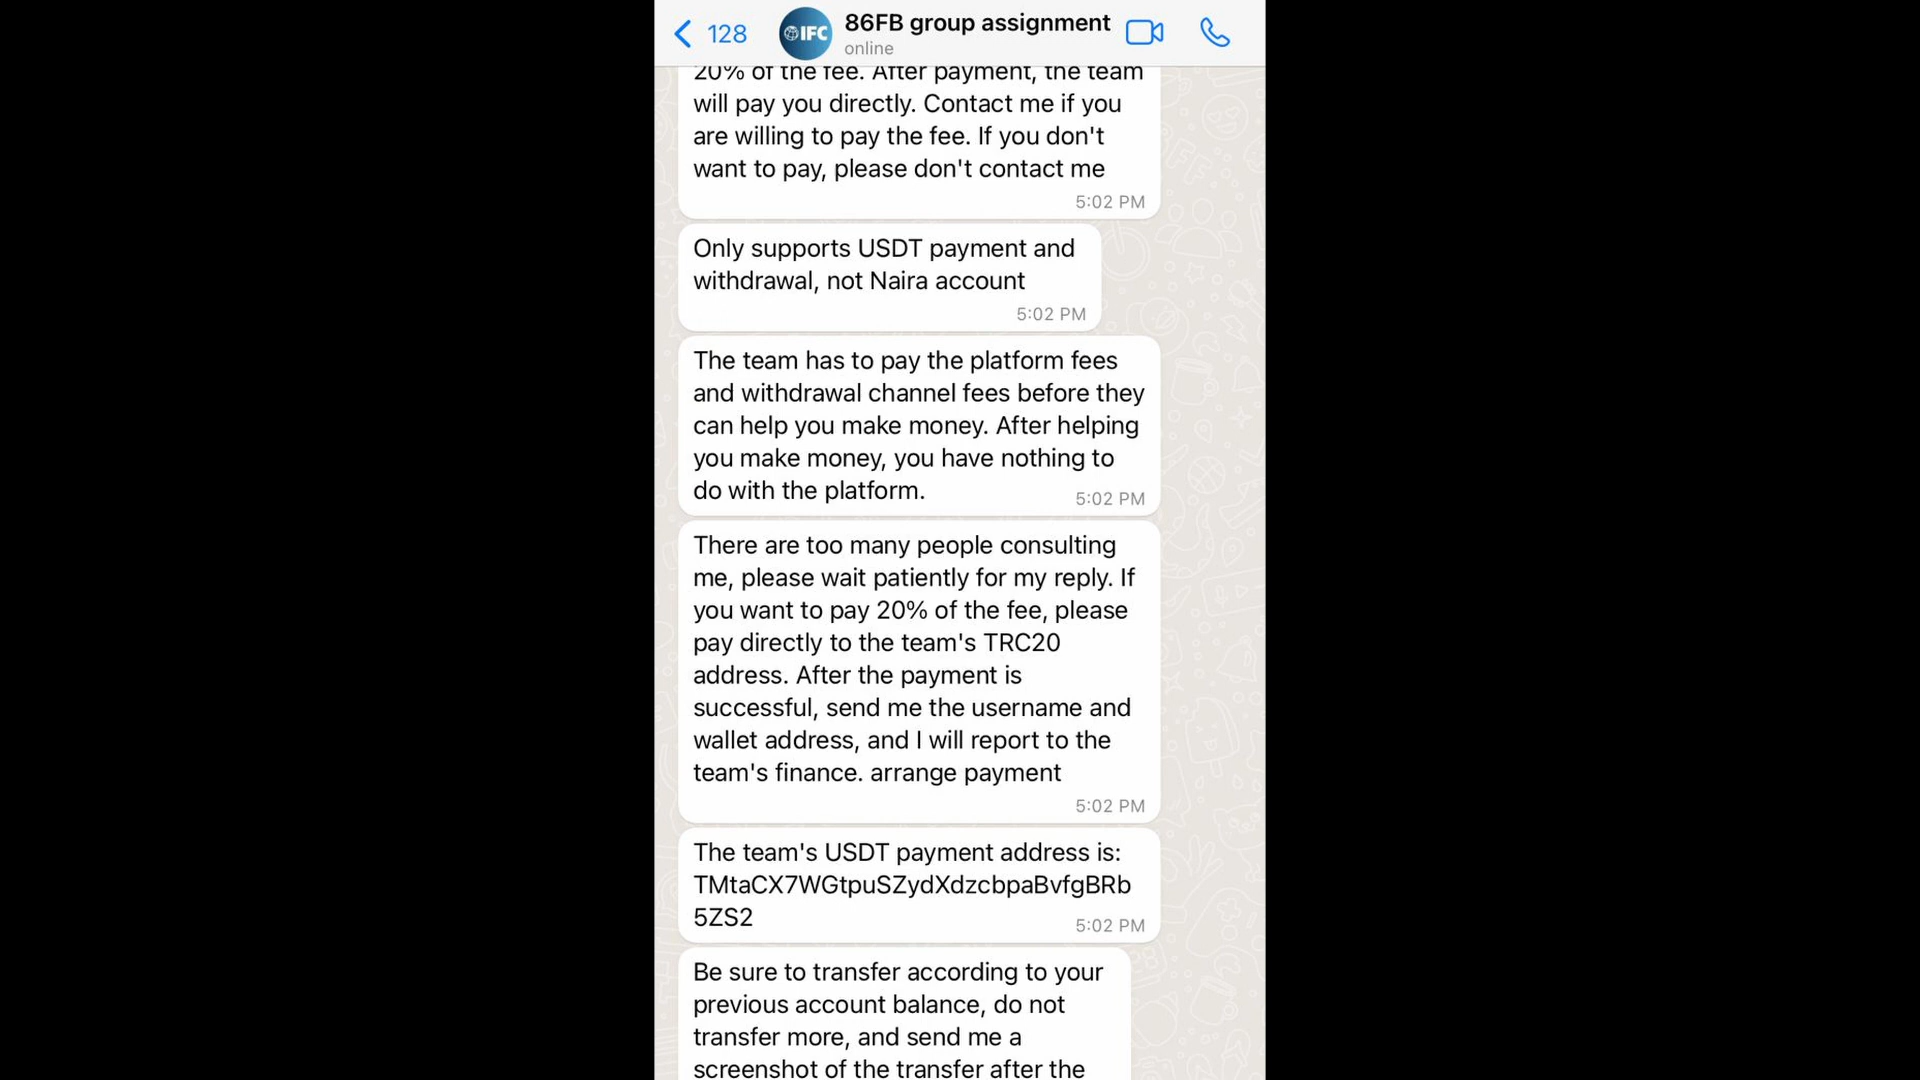 128
IFC
86FB group assignment
online
20% of the fee. After payment, the team
will pay you directly. Contact me if you
are willing to pay the fee. If you don't
want to pay, please don't contact me
5:02 PM
Only supports USDT payment and
withdrawal, not Naira account
5:02 PM
The team has to pay the platform fees
and withdrawal channel fees before they
can help you make money. After helping
you make money, you have nothing to
do with the platform.
5:02 PM
There are too many people consulting
me, please wait patiently for my reply. If
you want to pay 20% of the fee, please
pay directly to the team's TRC20
address. After the payment is
successful, send me the username and
wallet address, and I will report to the
team's finance. arrange payment
5:02 PM
The team's USDT payment address is:
TMtaCX7WGtpuSZydXdzcbpaBvfgBRb
5ZS2
5:02 PM
Be sure to transfer according to your
previous account balance, do not
transfer more, and send me a
screenshot of the transfer after the